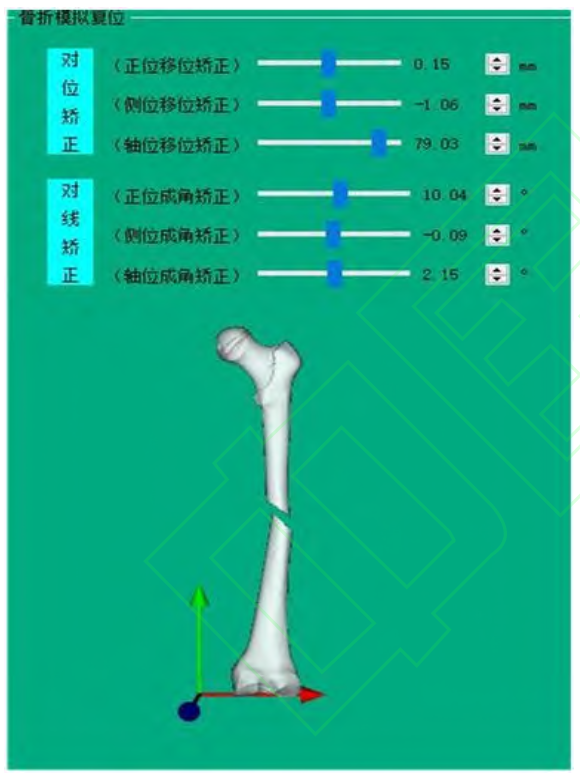 骨折模拟复位
对位矫正
（正位移位矫正） 0.15 mm
（侧位移位矫正） -1.06 mm
（轴位移位矫正） 79.03 mm
对线矫正
（正位成角矫正） 10.04 °
（侧位成角矫正） -0.09 °
（轴位成角矫正） 2.15 °